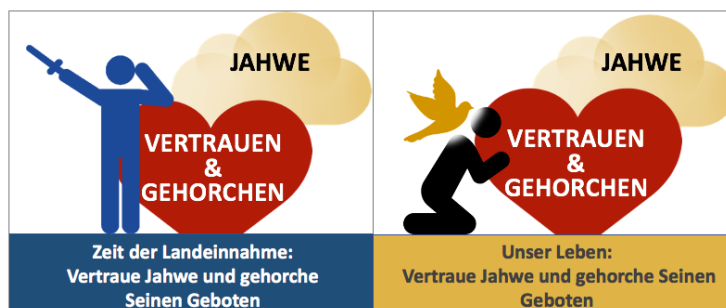 JAHWE
VERTRAUEN
&
GEHORCHEN
Zeit der Landeinnahme:
Vertraue Jahwe und gehorche
Seinen Geboten
JAHWE
VERTRAUEN
&
GEHORCHEN
Unser Leben:
Vertraue Jahwe und gehorche Seinen
Geboten